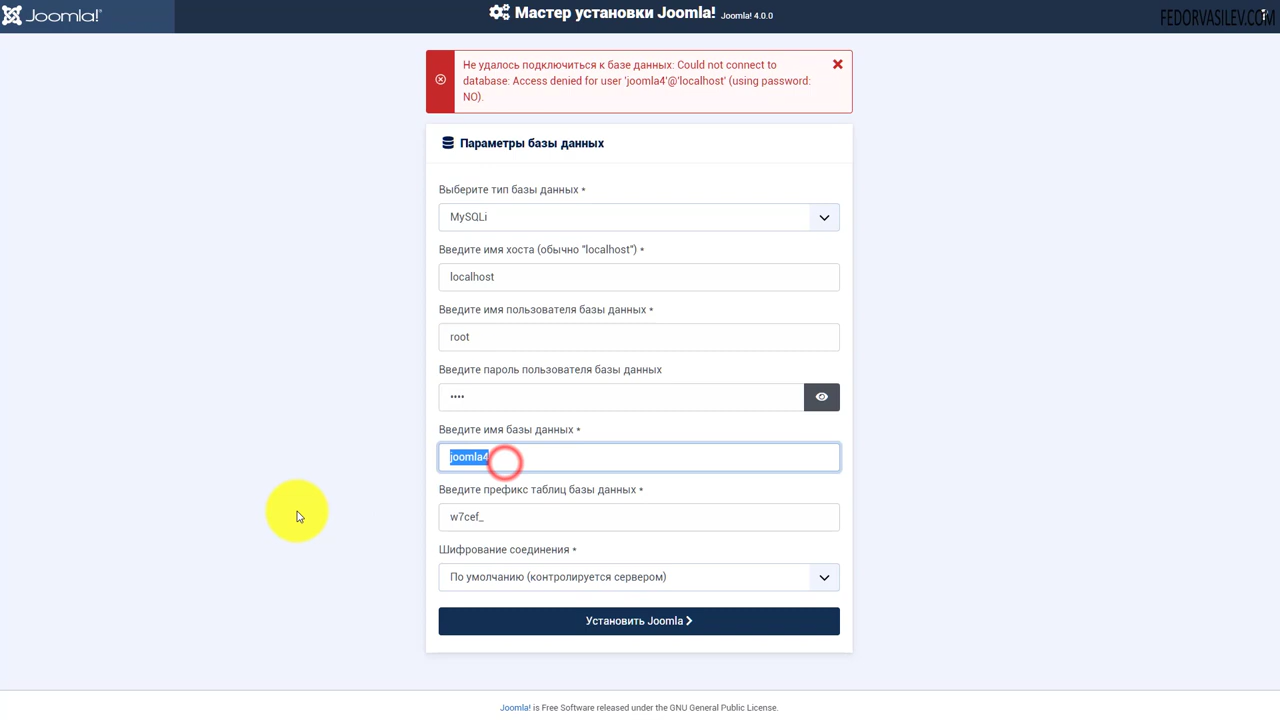 Joomla!®
Мастер установки Joomla! Joomla! 4.0.0
FEDORVASILEV.COM
Не удалось подключиться к базе данных: Could not connect to
database: Access denied for user 'joomla4'@'localhost' (using password:
NO).
Параметры базы данных
Выберите тип базы данных *
MySQLi
Введите имя хоста (обычно "localhost") *
localhost
Введите имя пользователя базы данных *
root
Введите пароль пользователя базы данных
••••
Введите имя базы данных *
joomla4
Введите префикс таблиц базы данных *
w7cef_
Шифрование соединения *
По умолчанию (контролируется сервером)
Установить Joomla
Joomla! is Free Software released under the GNU General Public License.